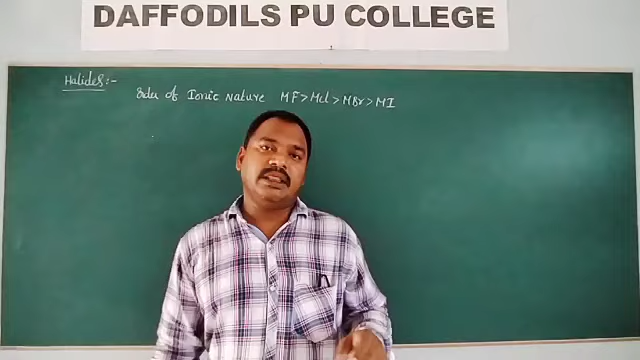 DAFFODILS PU COLLEGE
Halides:-
Order of Ionic Nature MF > Mcl > MBr > MI